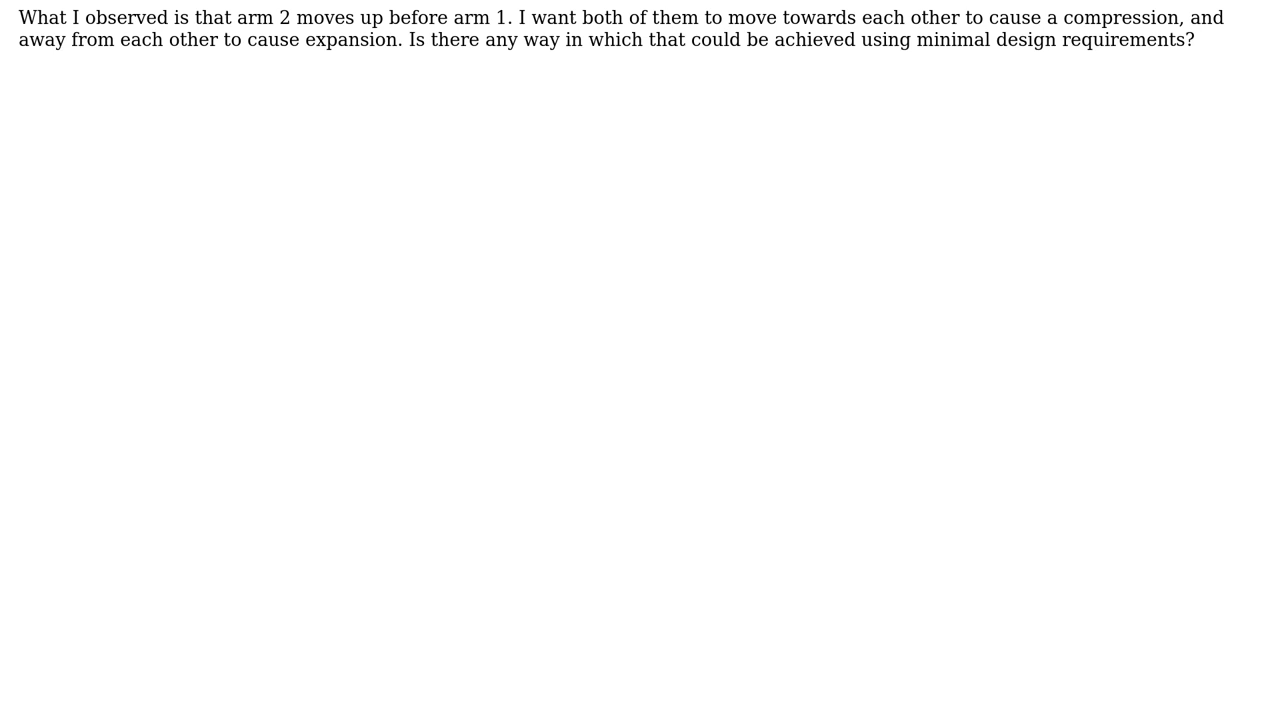 What I observed is that arm 2 moves up before arm 1. I want both of them to move towards each other to cause a compression, and
away from each other to cause expansion. Is there any way in which that could be achieved using minimal design requirements?